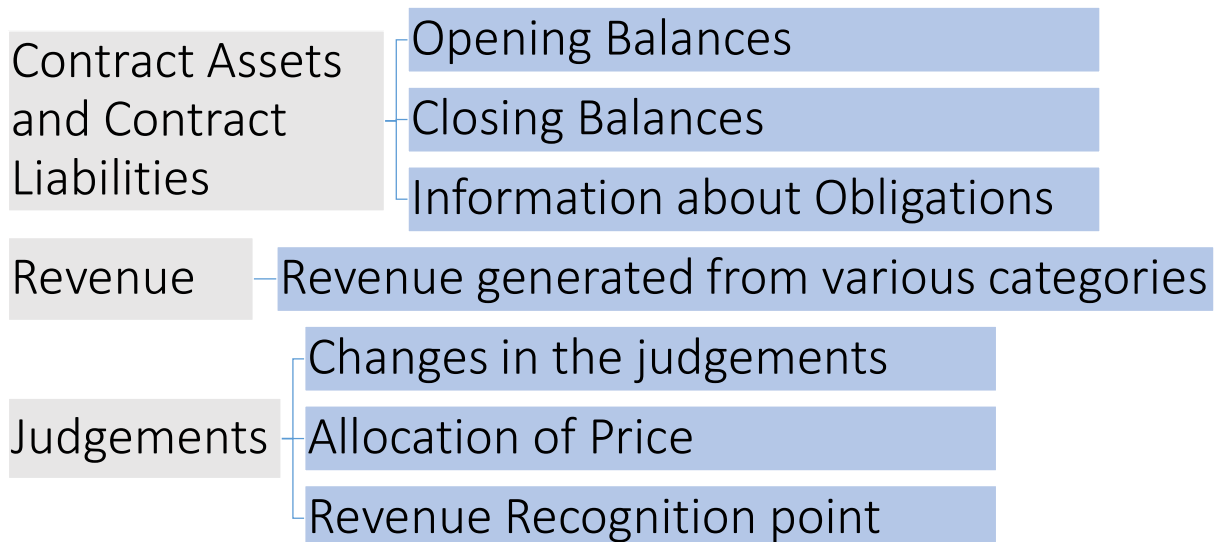 Contract Assets
and Contract
Liabilities
Opening Balances
Closing Balances
Information about Obligations
Revenue
Revenue generated from various categories
Judgements
Changes in the judgements
Allocation of Price
Revenue Recognition point